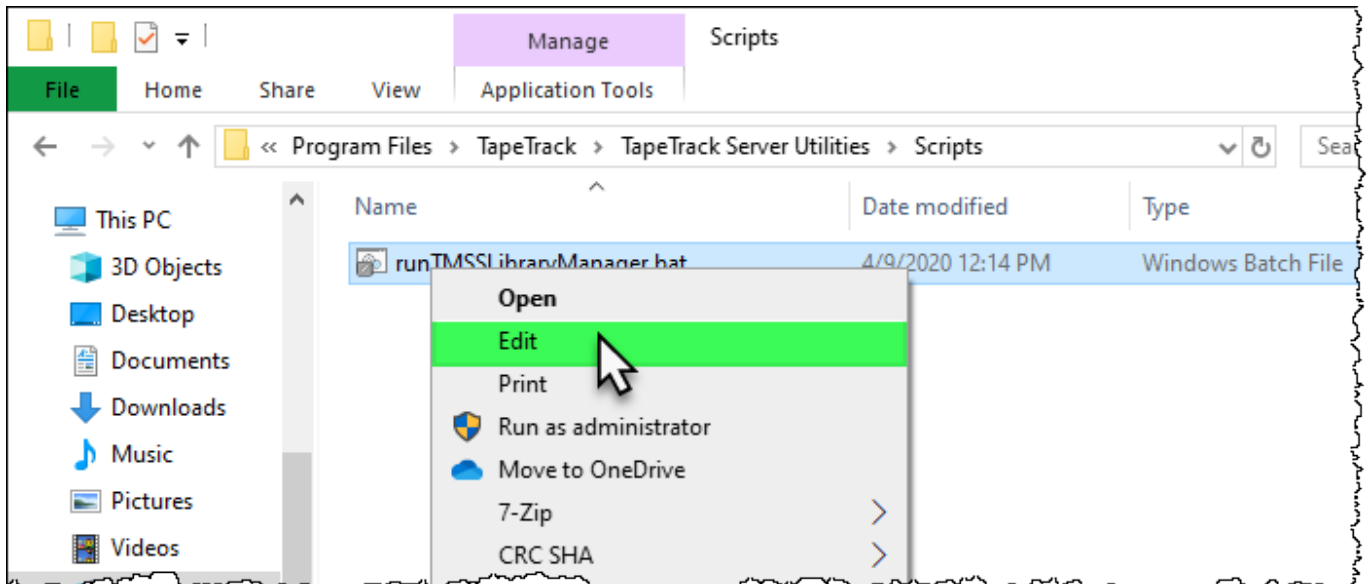 Manage Scripts
File Home Share View Application Tools
« Program Files > TapeTrack > TapeTrack Server Utilities > Scripts Sea
This PC
3D Objects
Desktop
Documents
Downloads
Music
Pictures
Videos
Name Date modified Type
runTMSSLibraryManager.bat 4/9/2020 12:14 PM Windows Batch File
Open
Edit
Print
Run as administrator
Move to OneDrive
7-Zip
CRC SHA